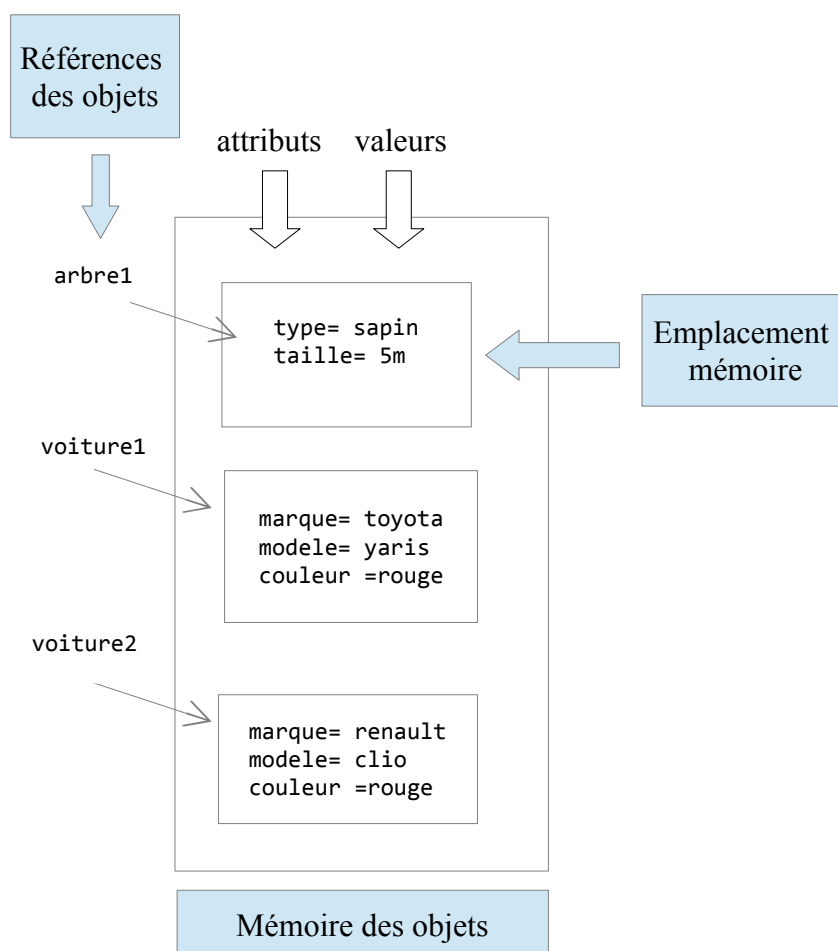 Références
des objets
attributs valeurs
arbre1
type= sapin
taille= 5m
Emplacement
mémoire
voiture1
marque= toyota
modele= yaris
couleur =rouge
voiture2
marque= renault
modele= clio
couleur =rouge
Mémoire des objets